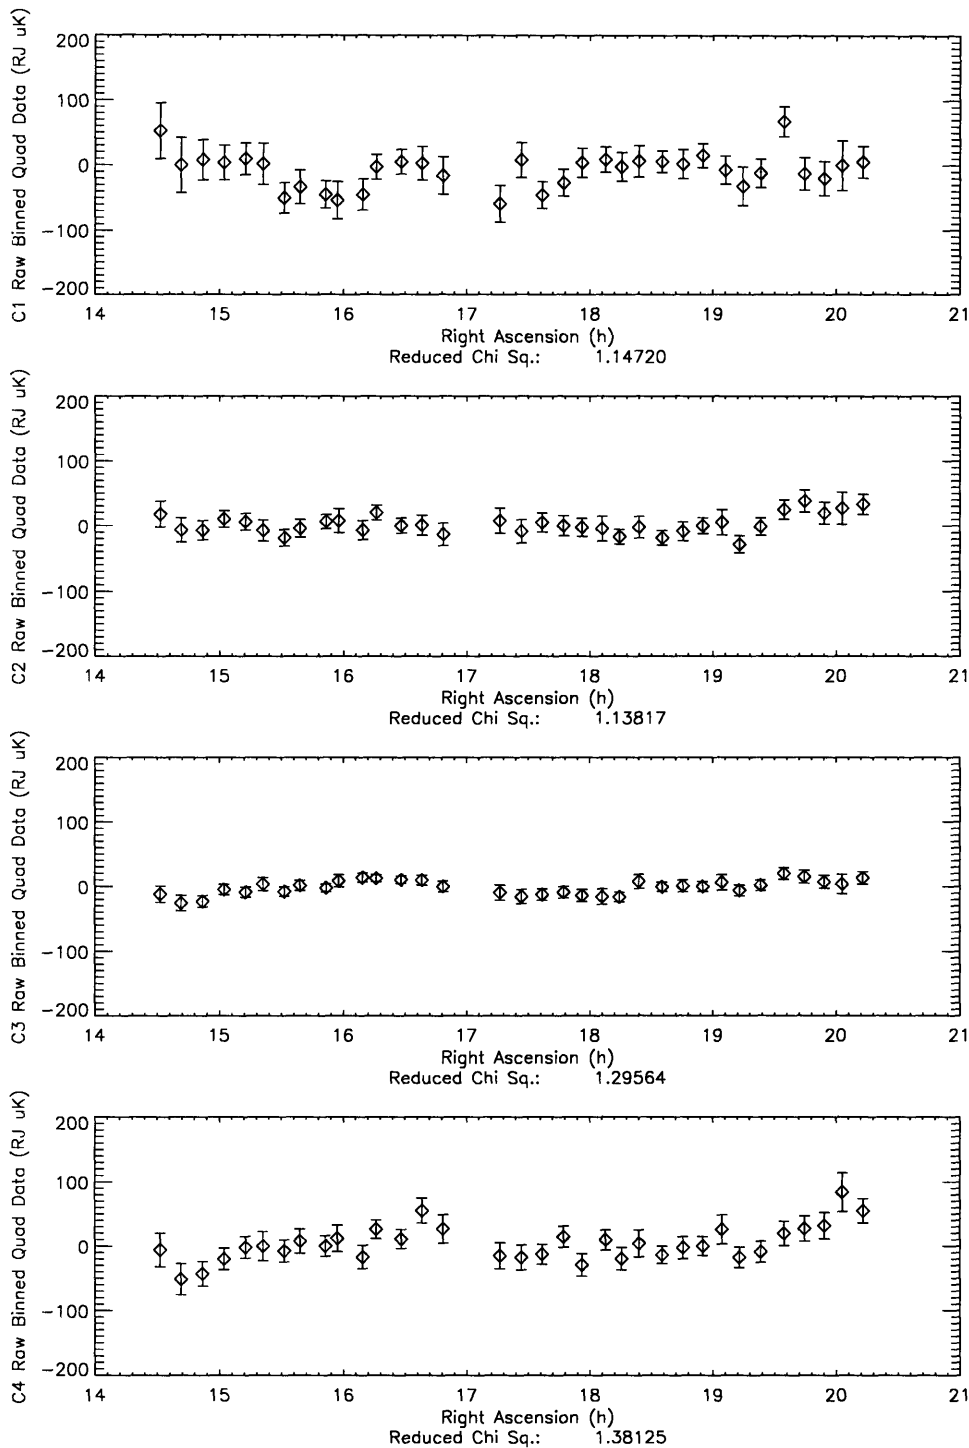 C1 Raw Binned Quad Data (RJ uK)
200
100
0
-100
-200
14 15 16 17 18 19 20 21
Right Ascension (h)
Reduced Chi Sq.: 1.14720
C2 Raw Binned Quad Data (RJ uK)
200
100
0
-100
-200
14 15 16 17 18 19 20 21
Right Ascension (h)
Reduced Chi Sq.: 1.13817
C3 Raw Binned Quad Data (RJ uK)
200
100
0
-100
-200
14 15 16 17 18 19 20 21
Right Ascension (h)
Reduced Chi Sq.: 1.29564
C4 Raw Binned Quad Data (RJ uK)
200
100
0
-100
-200
14 15 16 17 18 19 20 21
Right Ascension (h)
Reduced Chi Sq.: 1.38125